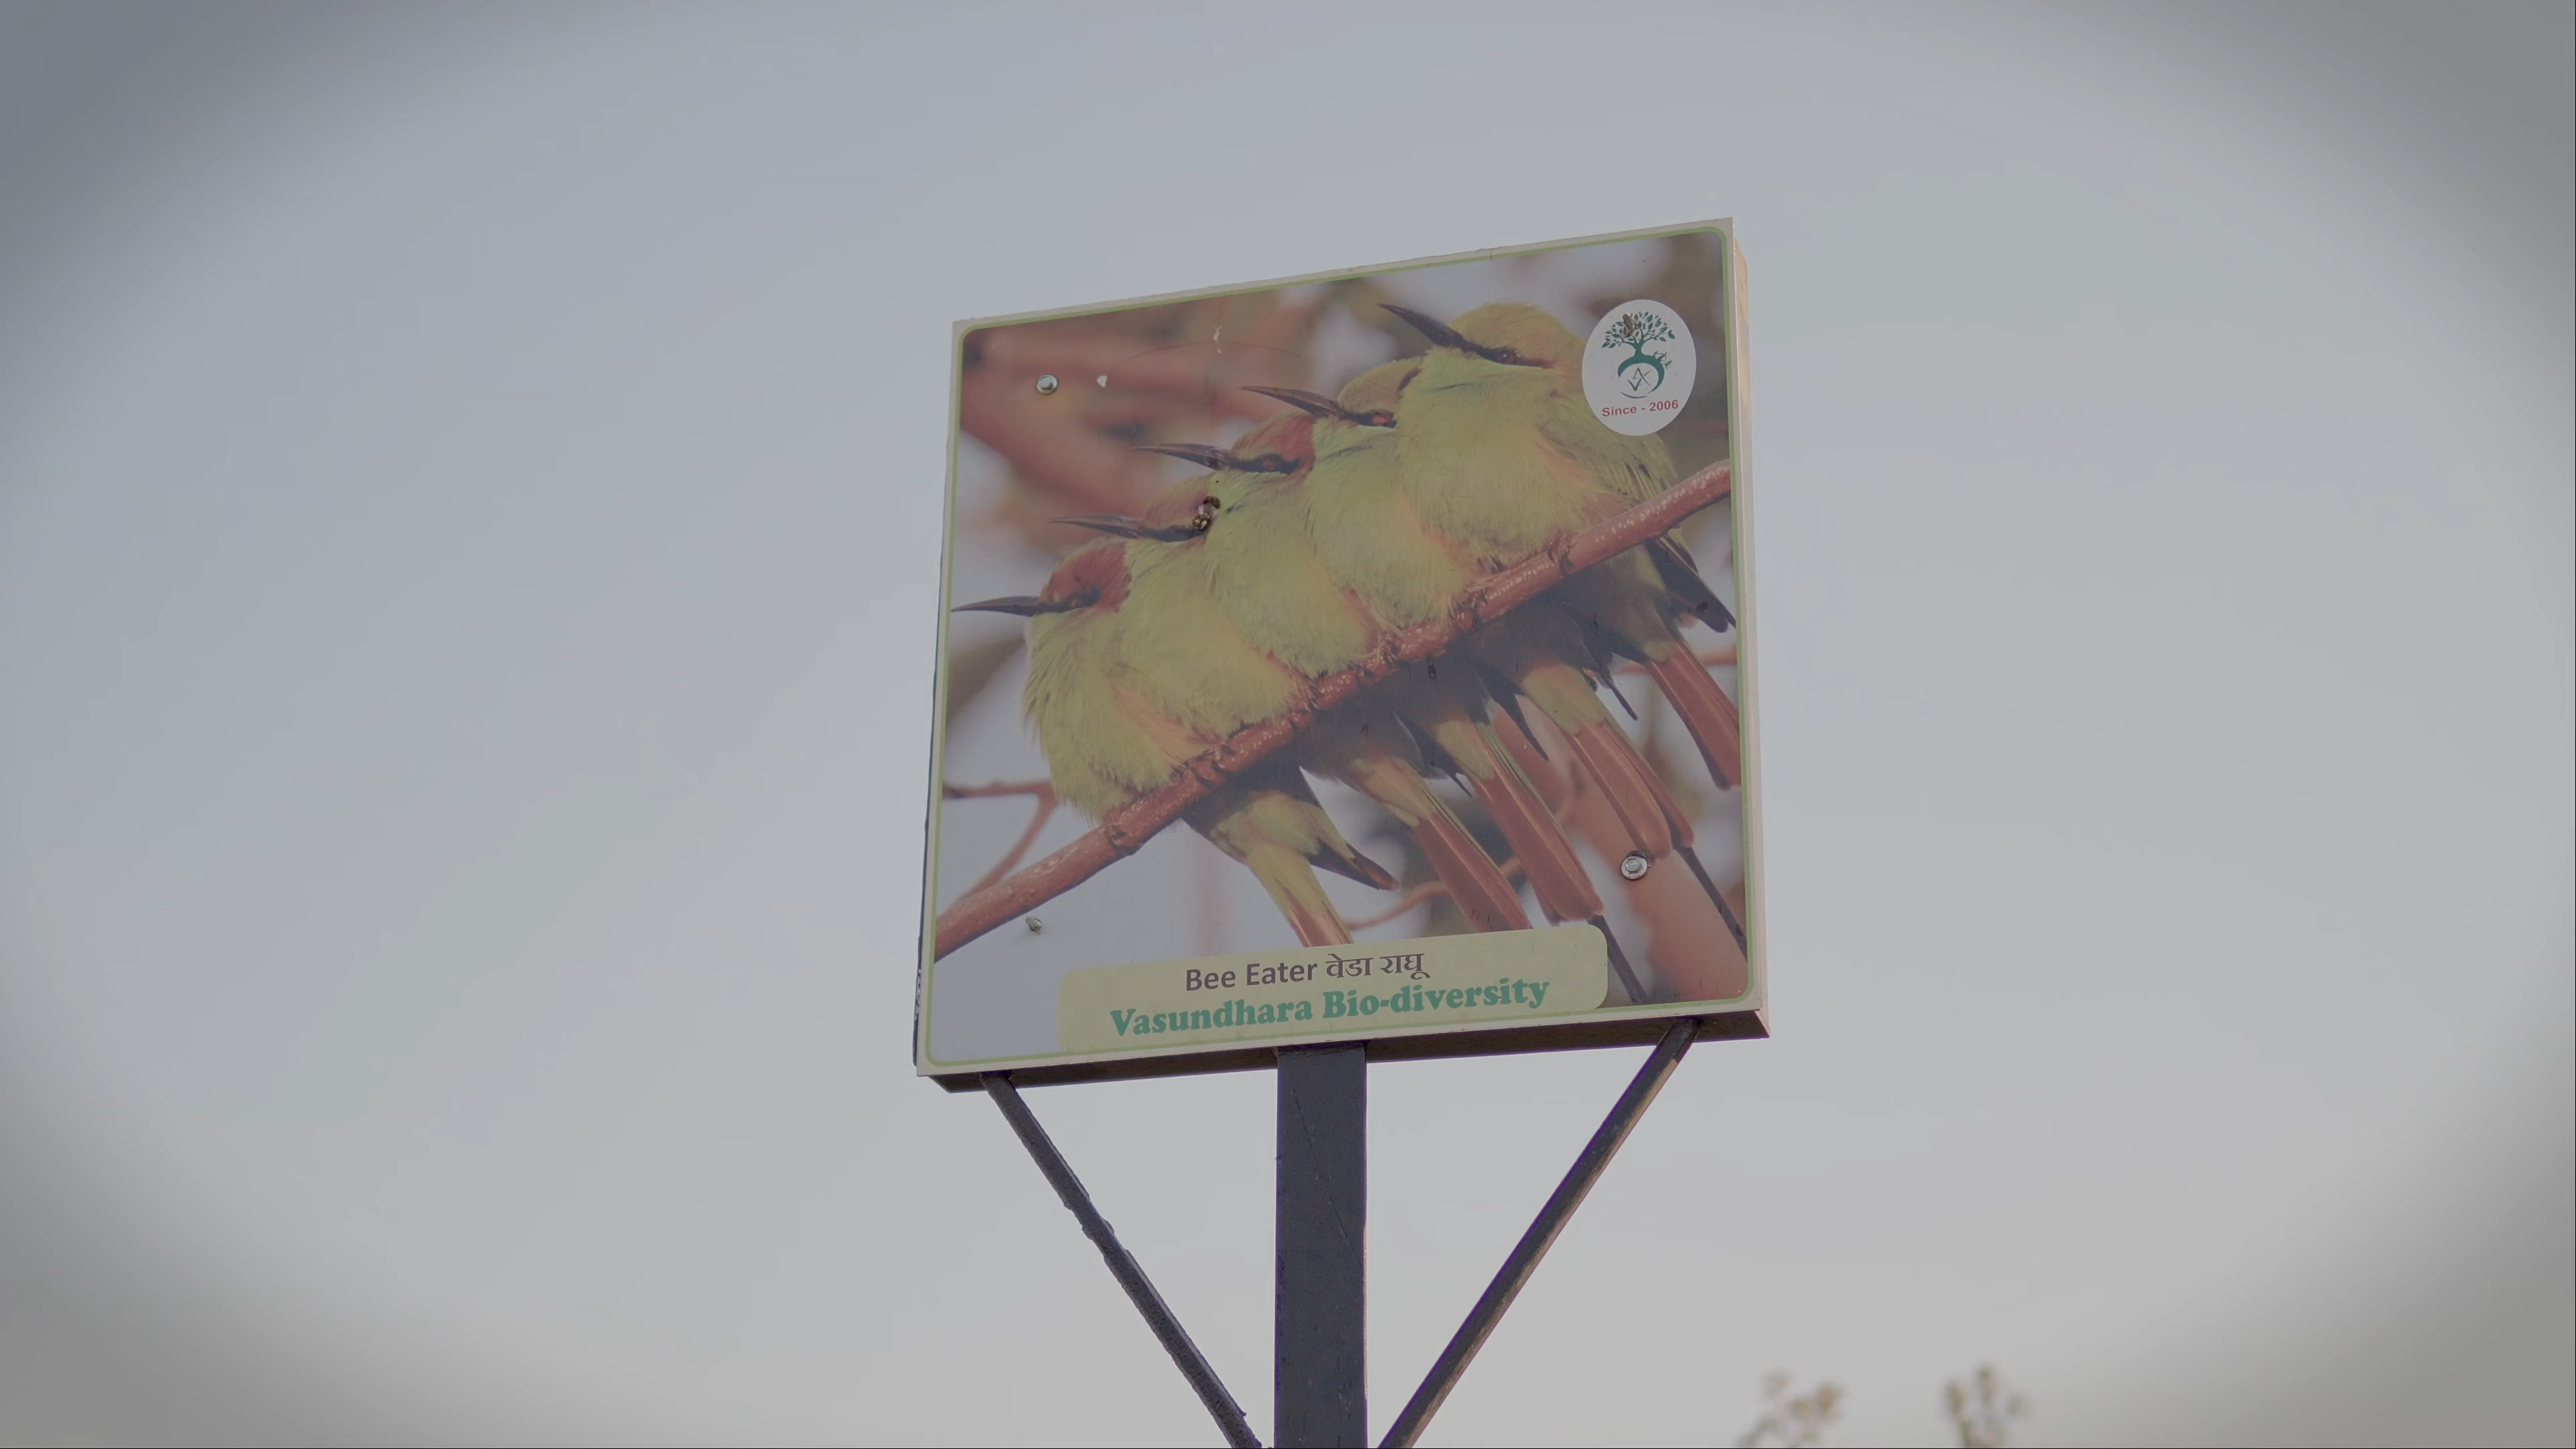 Since - 2006
Bee Eater वेडा राघू
Vasundhara Bio-diversity